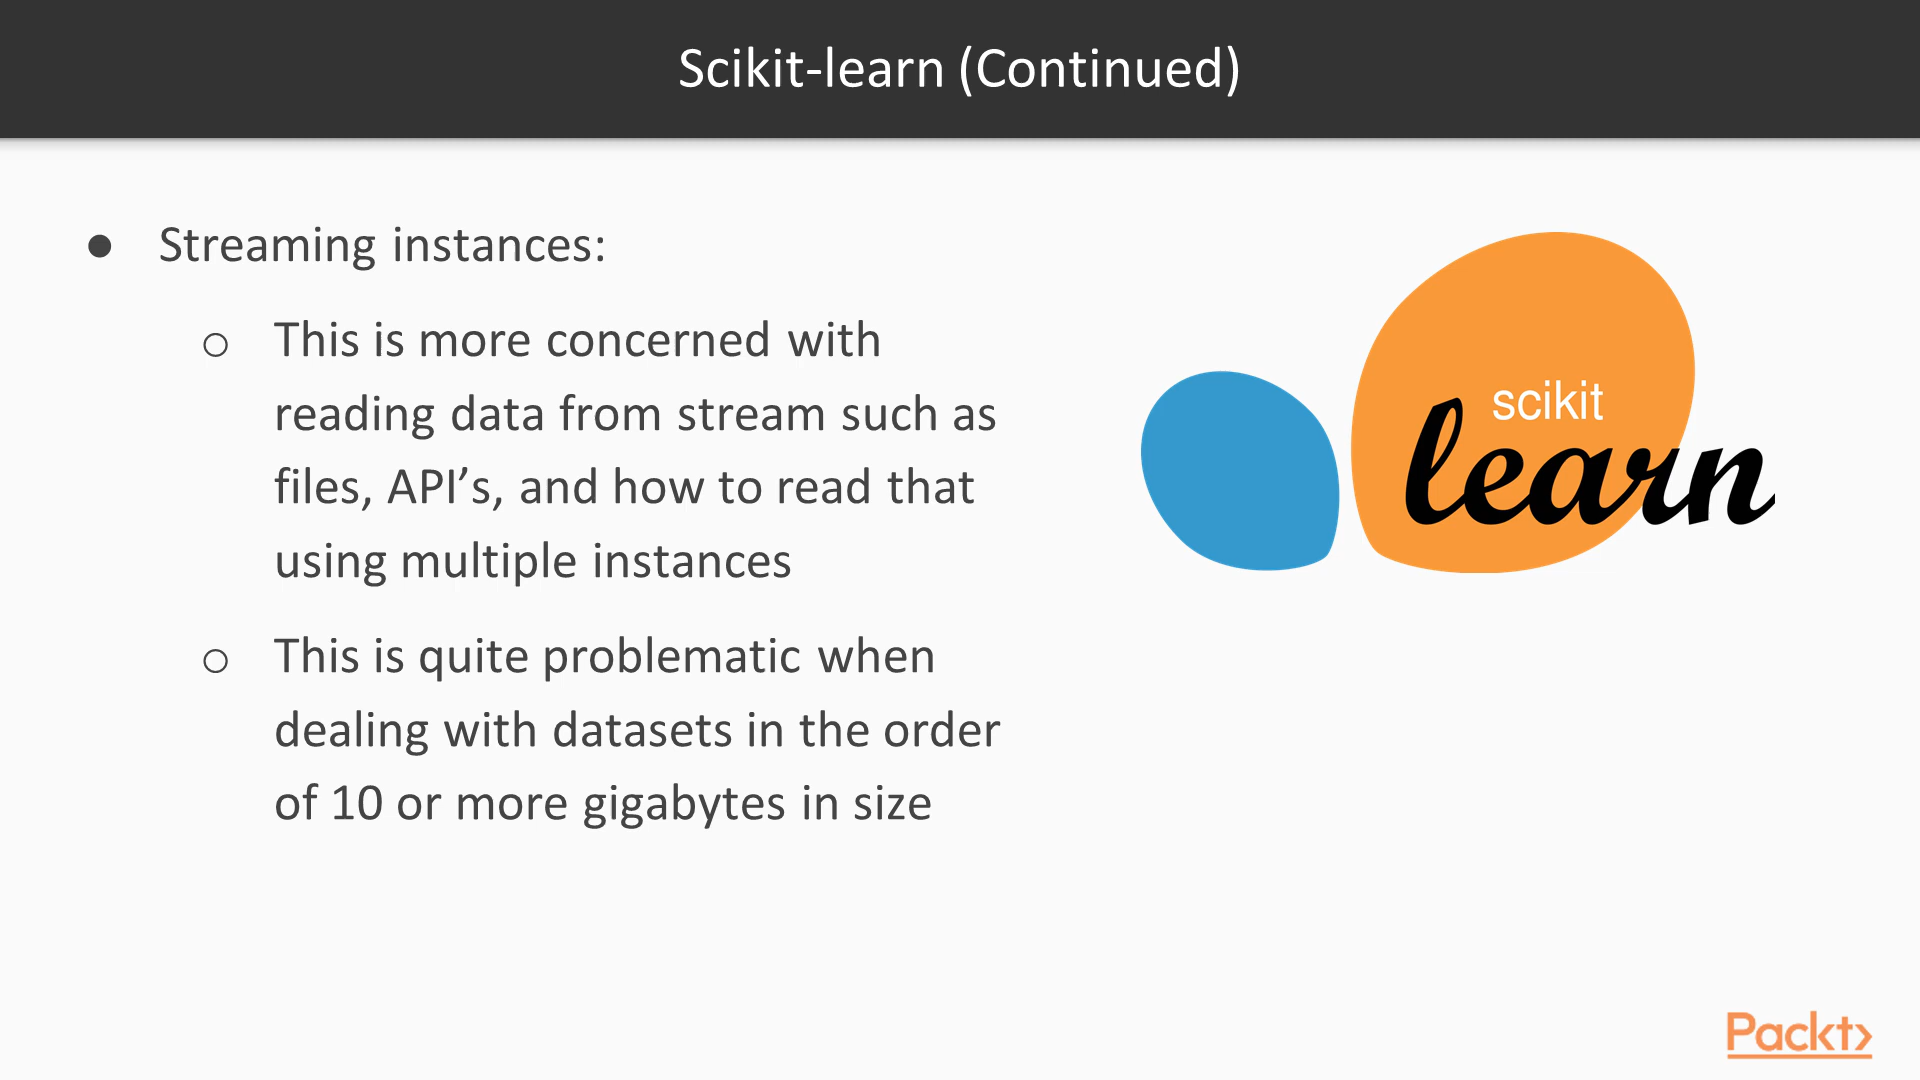 Scikit-learn (Continued)
● Streaming instances:
○ This is more concerned with
reading data from stream such as
files, API’s, and how to read that
using multiple instances
○ This is quite problematic when
dealing with datasets in the order
of 10 or more gigabytes in size
scikit
learn
Packt>